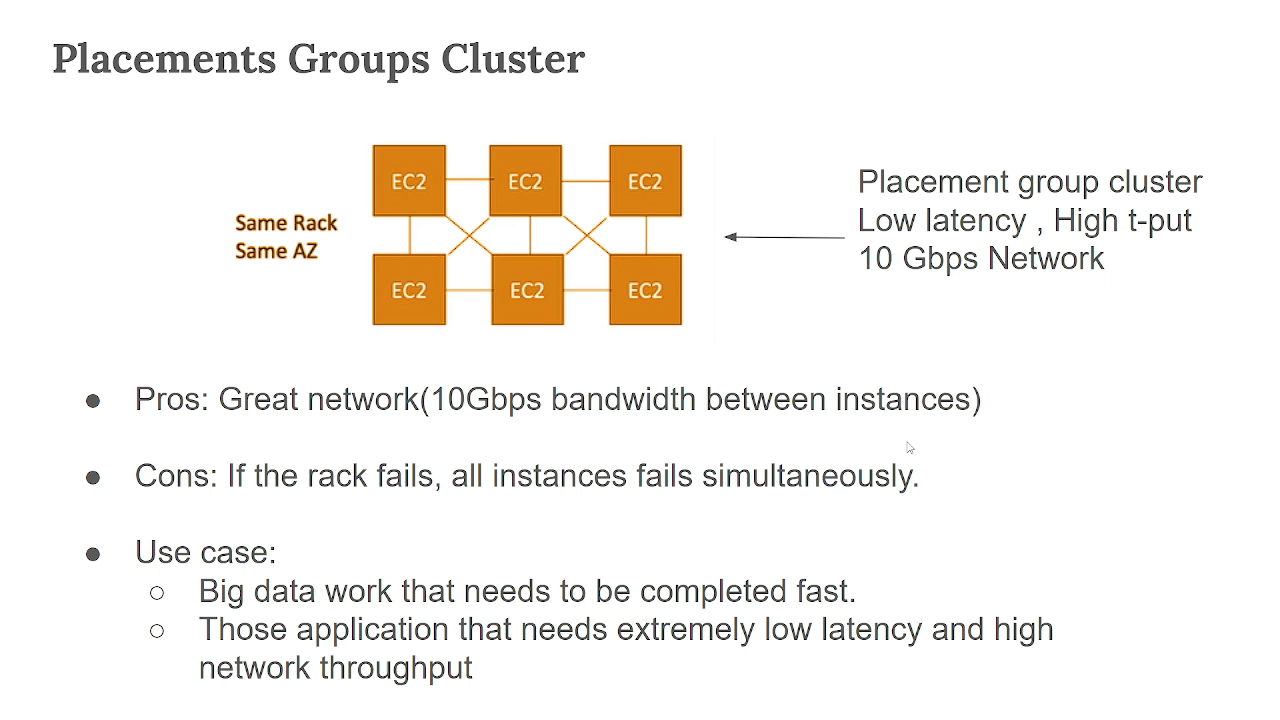 Placements Groups Cluster
EC2 EC2 EC2
Same Rack
Same AZ
EC2 EC2 EC2
Placement group cluster
Low latency , High t-put
10 Gbps Network
● Pros: Great network(10Gbps bandwidth between instances)
● Cons: If the rack fails, all instances fails simultaneously.
● Use case:
○ Big data work that needs to be completed fast.
○ Those application that needs extremely low latency and high
network throughput